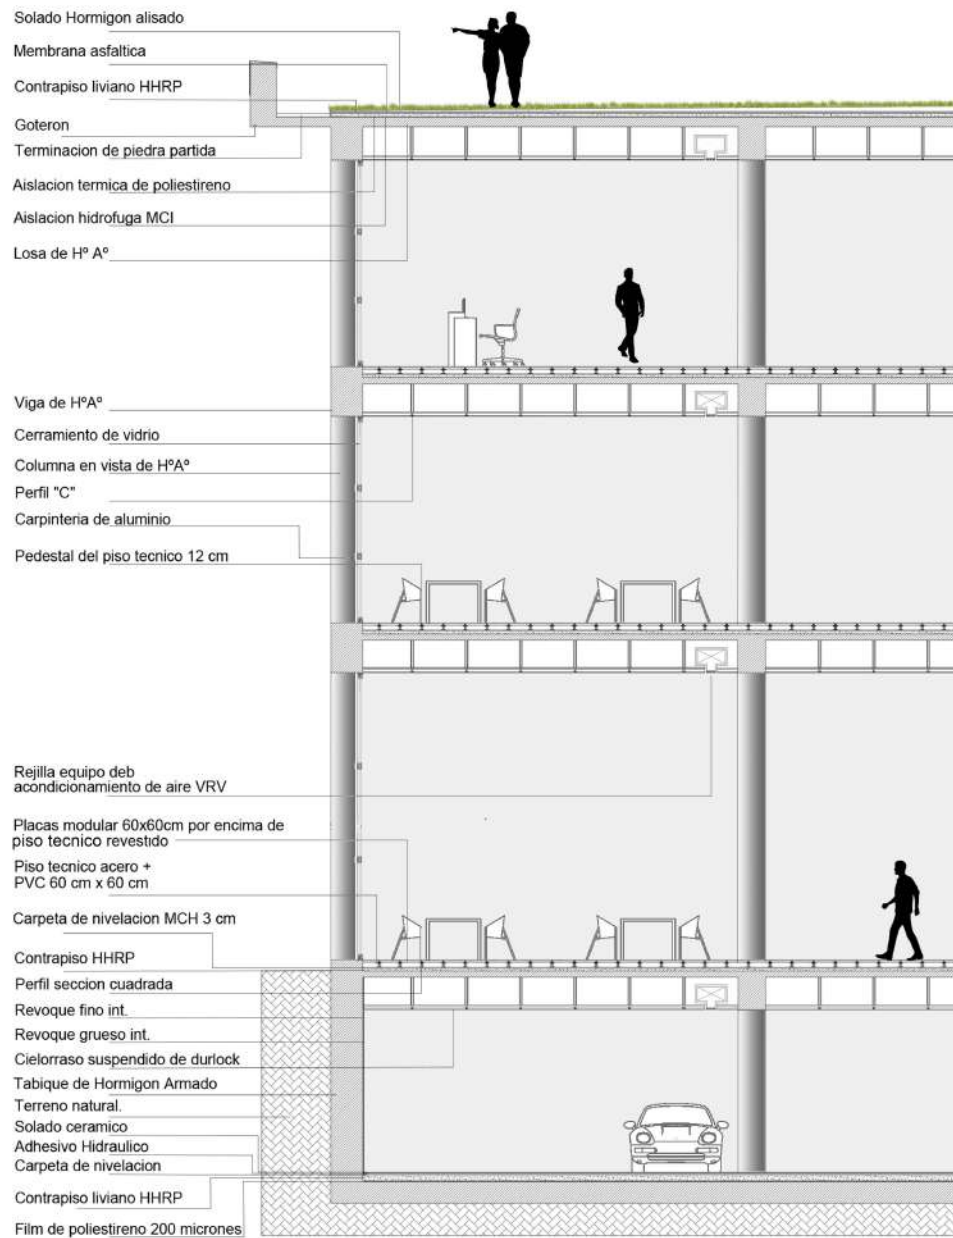 Solado Hormigon alisado
Membrana asfaltica
Contrapiso liviano HHRP
Goteron
Terminacion de piedra partida
Aislacion termica de poliestireno
Aislacion hidrofuga MCI
Losa de Hº Aº
Viga de HºAº
Cerramiento de vidrio
Columna en vista de HºAº
Perfil "C"
Carpinteria de aluminio
Pedestal del piso tecnico 12 cm
Rejilla equipo deb
acondicionamiento de aire VRV
Placas modular 60x60cm por encima de
piso tecnico revestido
Piso tecnico acero +
PVC 60 cm x 60 cm
Carpeta de nivelacion MCH 3 cm
Contrapiso HHRP
Perfil seccion cuadrada
Revoque fino int.
Revoque grueso int.
Cielorraso suspendido de durlock
Tabique de Hormigon Armado
Terreno natural.
Solado ceramico
Adhesivo Hidraulico
Carpeta de nivelacion
Contrapiso liviano HHRP
Film de poliestireno 200 micrones